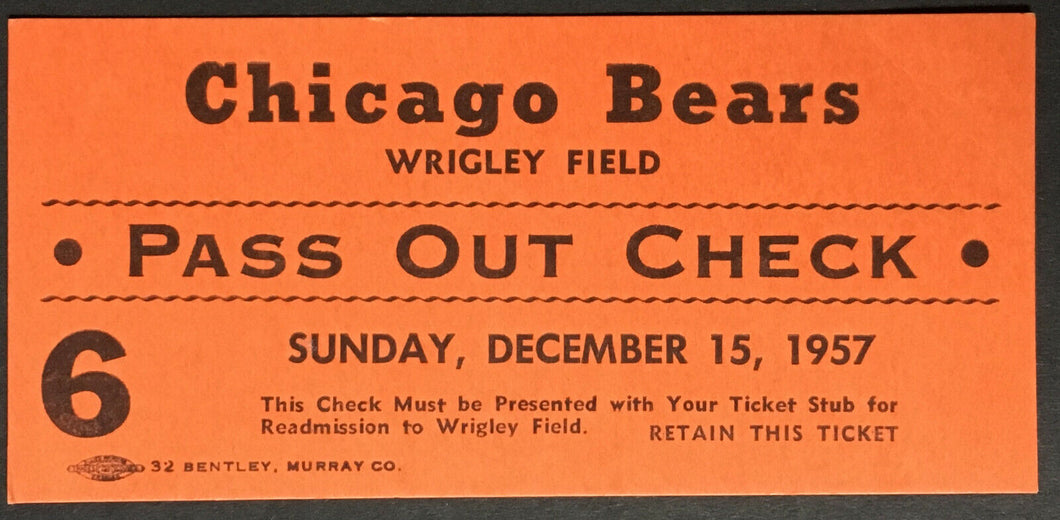 Chicago Bears
WRIGLEY FIELD
• PASS OUT CHECK •
6
SUNDAY, DECEMBER 15, 1957
This Check Must be Presented with Your Ticket Stub for
Readmission to Wrigley Field. RETAIN THIS TICKET
32 BENTLEY, MURRAY CO.